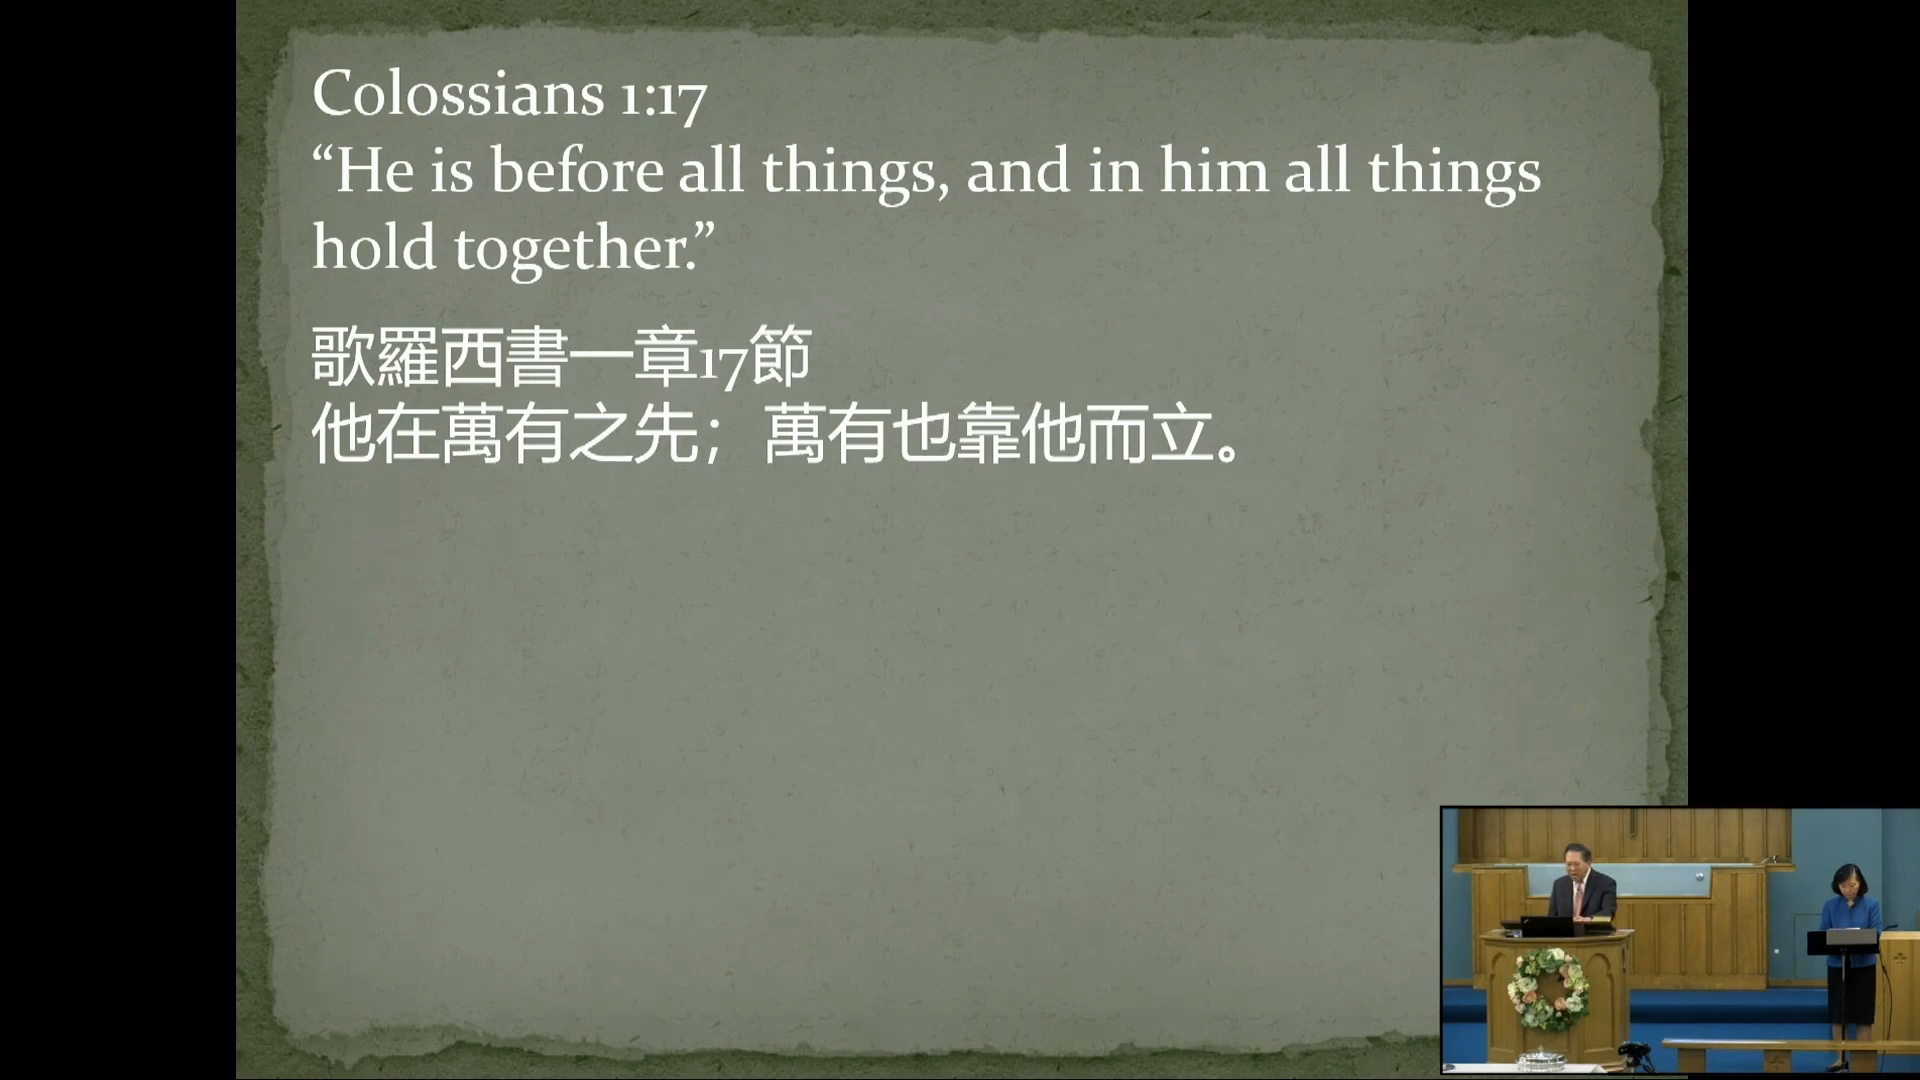 Colossians 1:17
“He is before all things, and in him all things
hold together.”
歌羅西書一章17節
他在萬有之先；萬有也靠他而立。